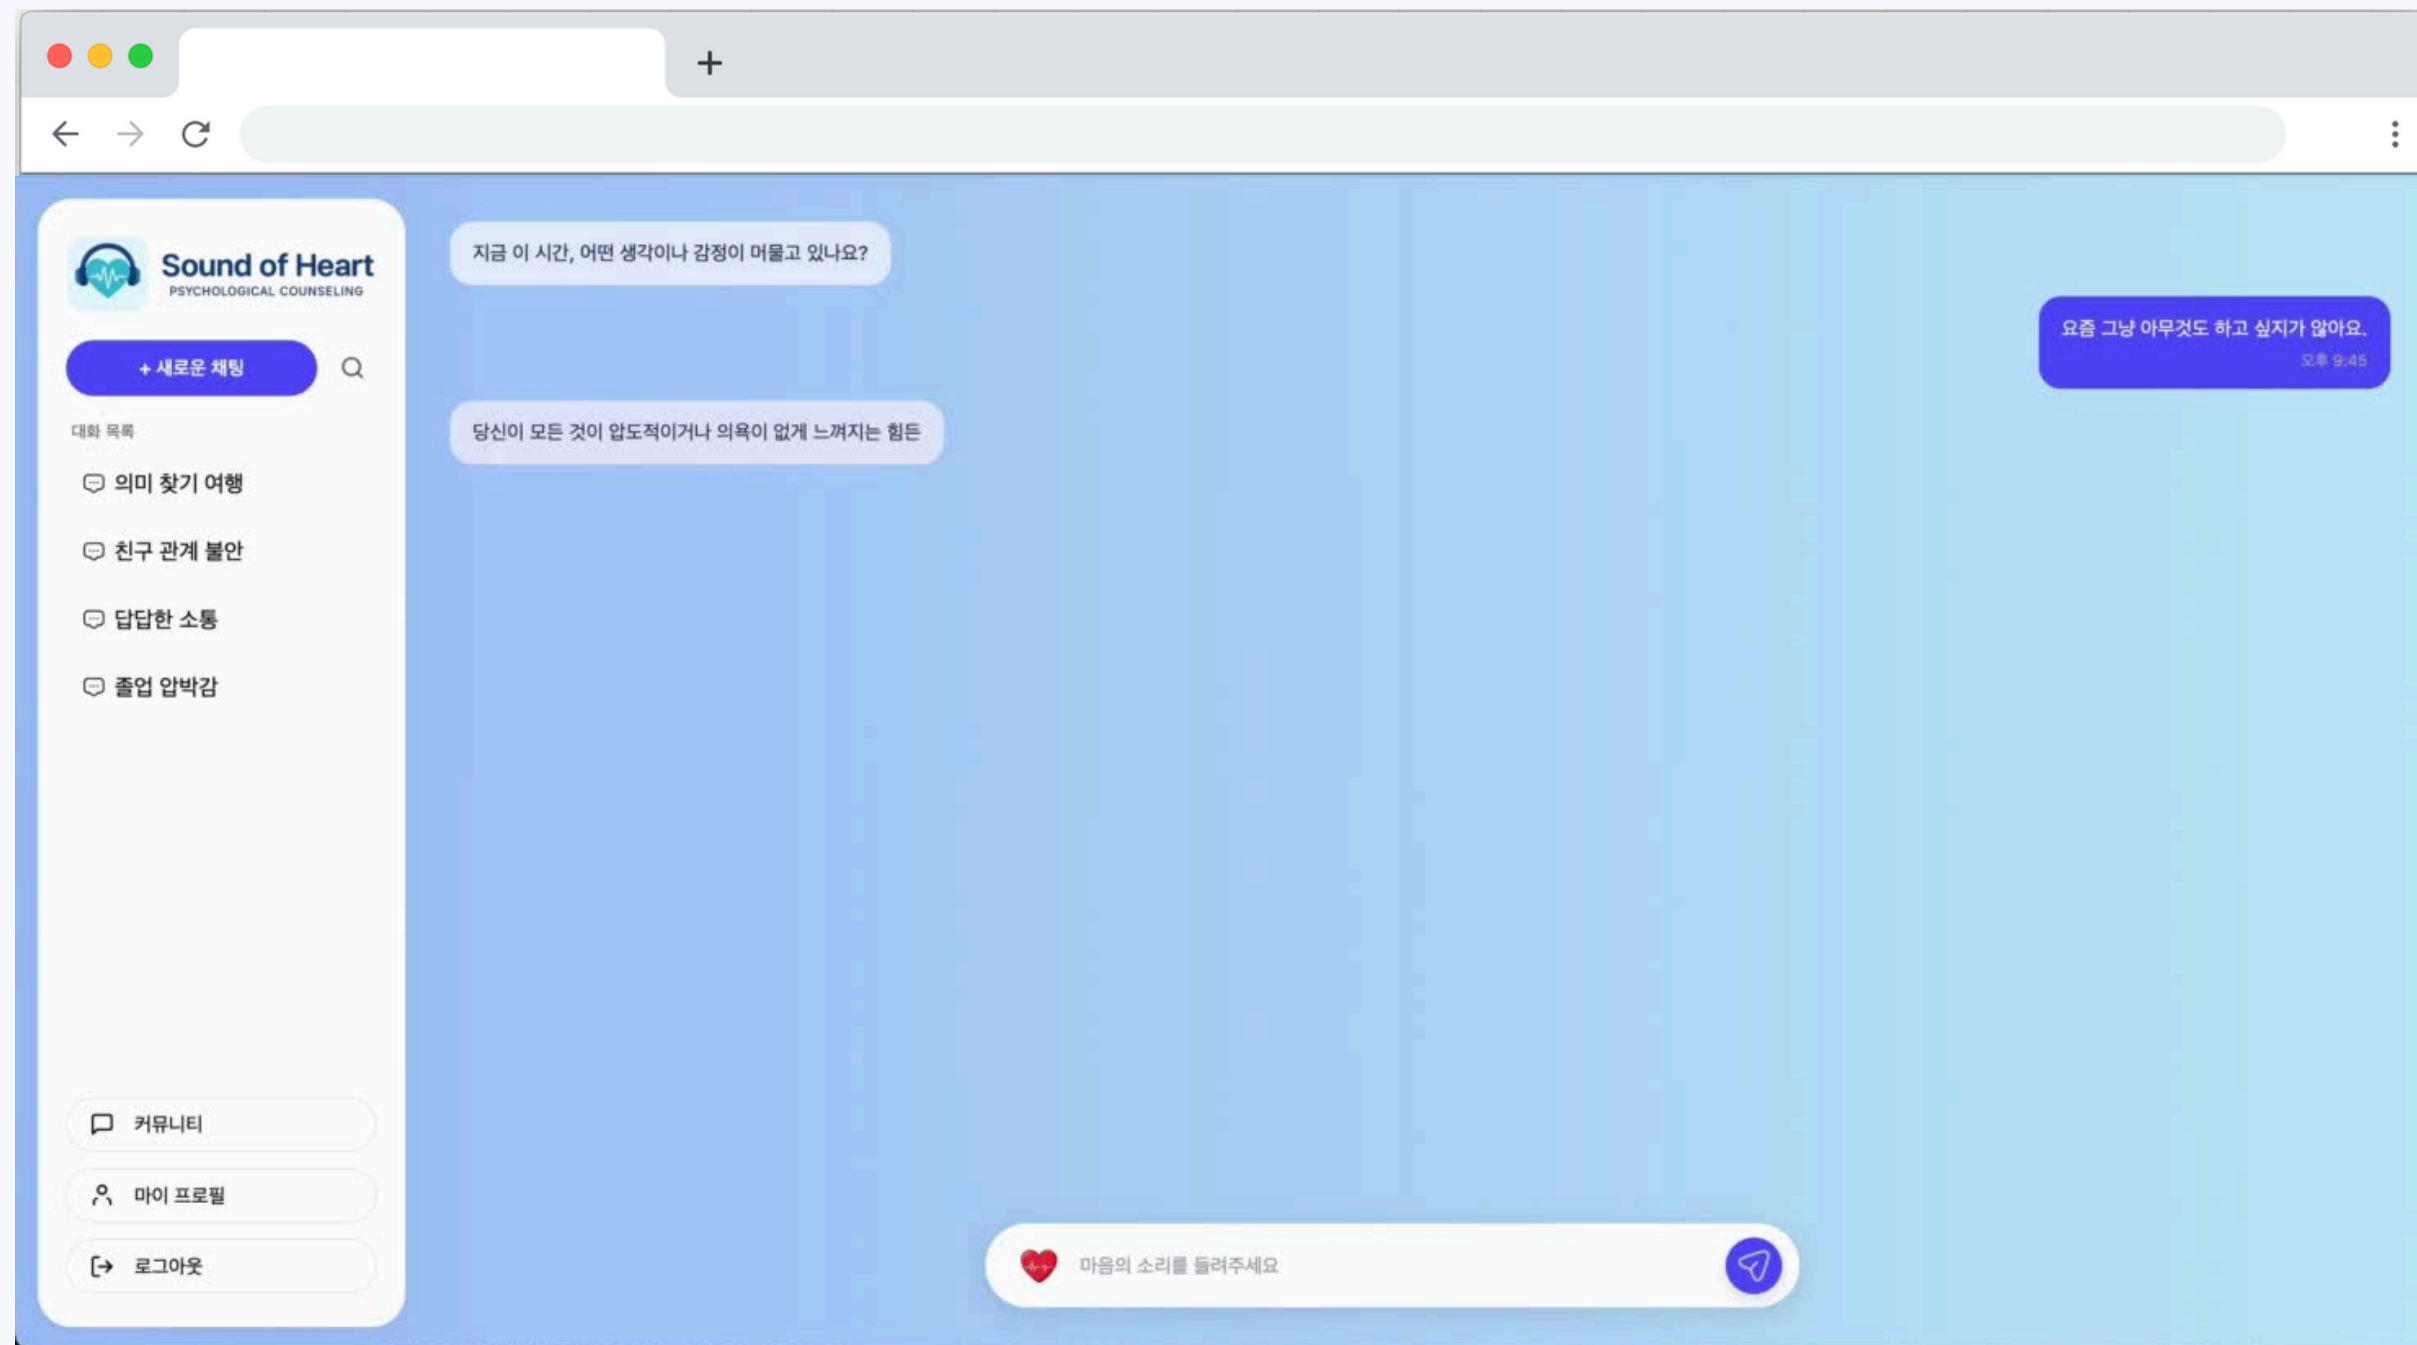 Sound of Heart
PSYCHOLOGICAL COUNSELING
+ 새로운 채팅
대화 목록
의미 찾기 여행
친구 관계 불안
답답한 소통
졸업 압박감
커뮤니티
마이 프로필
로그아웃
지금 이 시간, 어떤 생각이나 감정이 머물고 있나요?
요즘 그냥 아무것도 하고 싶지가 않아요.
오후 9:45
당신이 모든 것이 압도적이거나 의욕이 없게 느껴지는 힘든
마음의 소리를 들려주세요